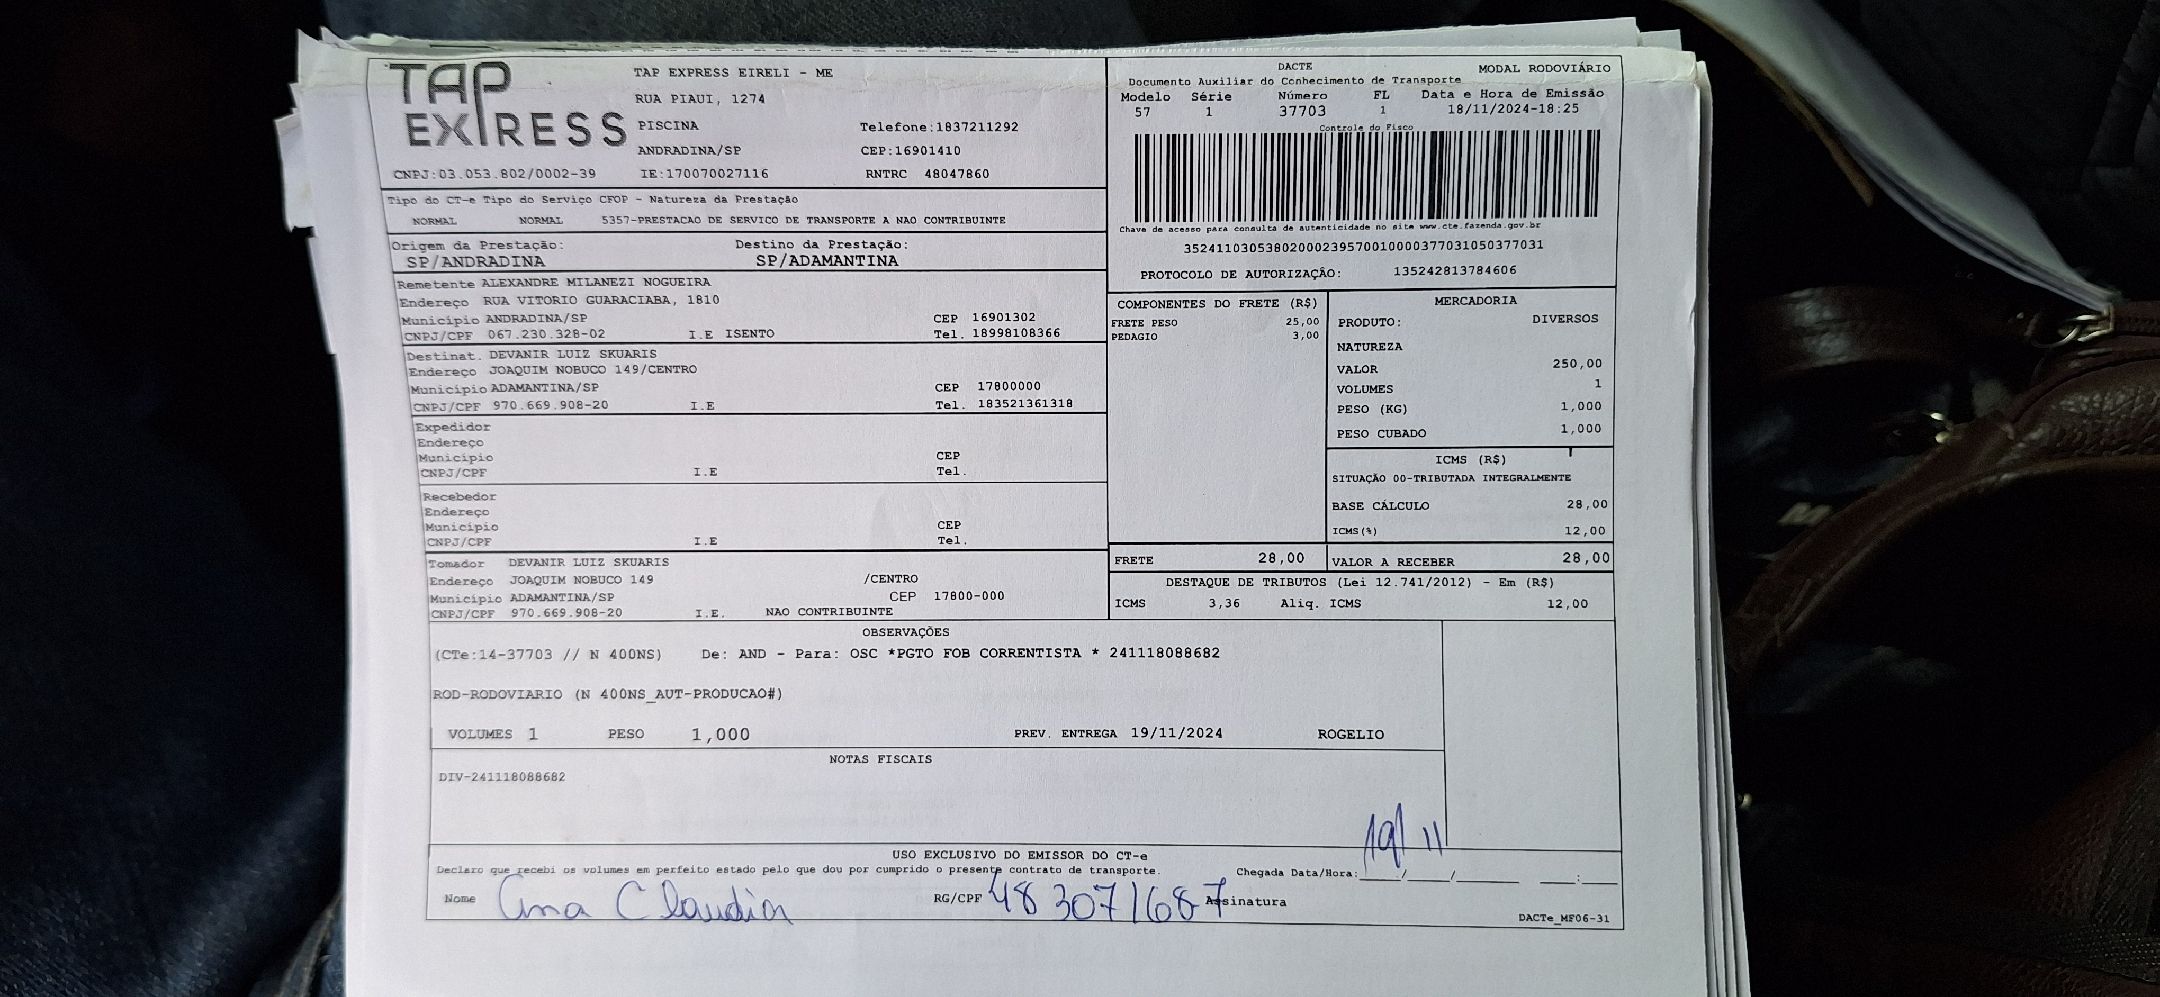 TAP EXPRESS
TAP EXPRESS EIRELI - ME
RUA PIAUI, 1274
PISCINA Telefone:1837211292
ANDRADINA/SP CEP:16901410
CNPJ:03.053.802/0002-39 IE:170070027116 RNTRC 48047860
DACTE MODAL RODOVIÁRIO
Documento Auxiliar do Conhecimento de Transporte
Modelo Série Número FL Data e Hora de Emissão
57 1 37703 1 18/11/2024-18:25
Controle do Fisco
Chave de acesso para consulta de autenticidade no site www.cte.fazenda.gov.br
35241103053802000239570010000377031050377031
PROTOCOLO DE AUTORIZAÇÃO: 135242813784606
Tipo do CT-e Tipo do Serviço CFOP - Natureza da Prestação
NORMAL NORMAL 5357-PRESTACAO DE SERVICO DE TRANSPORTE A NAO CONTRIBUINTE
Origem da Prestação: Destino da Prestação:
SP/ANDRADINA SP/ADAMANTINA
Remetente ALEXANDRE MILANEZI NOGUEIRA
Endereço RUA VITORIO GUARACIABA, 1810
Município ANDRADINA/SP CEP 16901302
CNPJ/CPF 067.230.328-02 I.E ISENTO Tel. 18998108366
Destinat. DEVANIR LUIZ SKUARIS
Endereço JOAQUIM NOBUCO 149/CENTRO
Município ADAMANTINA/SP CEP 17800000
CNPJ/CPF 970.669.908-20 I.E Tel. 183521361318
Expedidor
Endereço
Município CEP
CNPJ/CPF I.E Tel.
Recebedor
Endereço
Município CEP
CNPJ/CPF I.E Tel.
Tomador DEVANIR LUIZ SKUARIS
Endereço JOAQUIM NOBUCO 149 /CENTRO
Município ADAMANTINA/SP CEP 17800-000
CNPJ/CPF 970.669.908-20 I.E. NAO CONTRIBUINTE
COMPONENTES DO FRETE (R$)
FRETE PESO 25,00
PEDAGIO 3,00
MERCADORIA
PRODUTO: DIVERSOS
NATUREZA
VALOR 250,00
VOLUMES 1
PESO (KG) 1,000
PESO CUBADO 1,000
ICMS (R$)
SITUAÇÃO 00-TRIBUTADA INTEGRALMENTE
BASE CÁLCULO 28,00
ICMS(%) 12,00
FRETE 28,00 VALOR A RECEBER 28,00
DESTAQUE DE TRIBUTOS (Lei 12.741/2012) - Em (R$)
ICMS 3,36 Aliq. ICMS 12,00
OBSERVAÇÕES
(CTe:14-37703 // N 400NS) De: AND - Para: OSC *PGTO FOB CORRENTISTA * 241118088682
ROD-RODOVIARIO (N 400NS_AUT-PRODUCAO#)
VOLUMES 1 PESO 1,000 PREV. ENTREGA 19/11/2024 ROGELIO
NOTAS FISCAIS
DIV-241118088682
19/11
USO EXCLUSIVO DO EMISSOR DO CT-e
Declaro que recebi os volumes em perfeito estado pelo que dou por cumprido o presente contrato de transporte. Chegada Data/Hora:____/____/______ ____:____
Nome Ana Claudia RG/CPF 483071687 Assinatura
DACTe_MF06-31